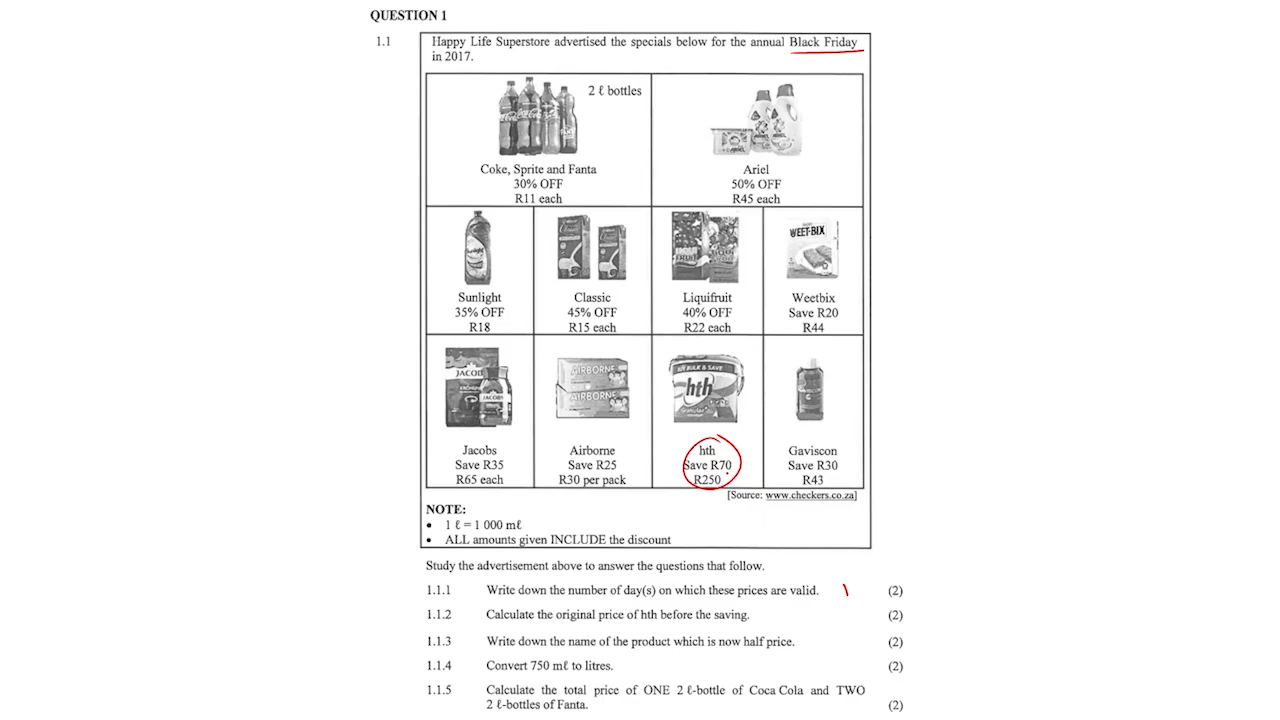 QUESTION 1
1.1 Happy Life Superstore advertised the specials below for the annual Black Friday
in 2017.
2 ℓ bottles
Coke, Sprite and Fanta
30% OFF
R11 each
Ariel
50% OFF
R45 each
WEET-BIX
Sunlight
35% OFF
R18
Classic
45% OFF
R15 each
Liquifruit
40% OFF
R22 each
Weetbix
Save R20
R44
JACOBS
AIRBORNE
AIRBORNE
BUY BULK & SAVE
hth
Jacobs
Save R35
R65 each
Airborne
Save R25
R30 per pack
hth
Save R70
R250
Gaviscon
Save R30
R43
[Source: www.checkers.co.za]
NOTE:
• 1 ℓ = 1 000 mℓ
• ALL amounts given INCLUDE the discount
Study the advertisement above to answer the questions that follow.
1.1.1 Write down the number of day(s) on which these prices are valid. \ (2)
1.1.2 Calculate the original price of hth before the saving. (2)
1.1.3 Write down the name of the product which is now half price. (2)
1.1.4 Convert 750 mℓ to litres. (2)
1.1.5 Calculate the total price of ONE 2 ℓ-bottle of Coca Cola and TWO
2 ℓ-bottles of Fanta. (2)